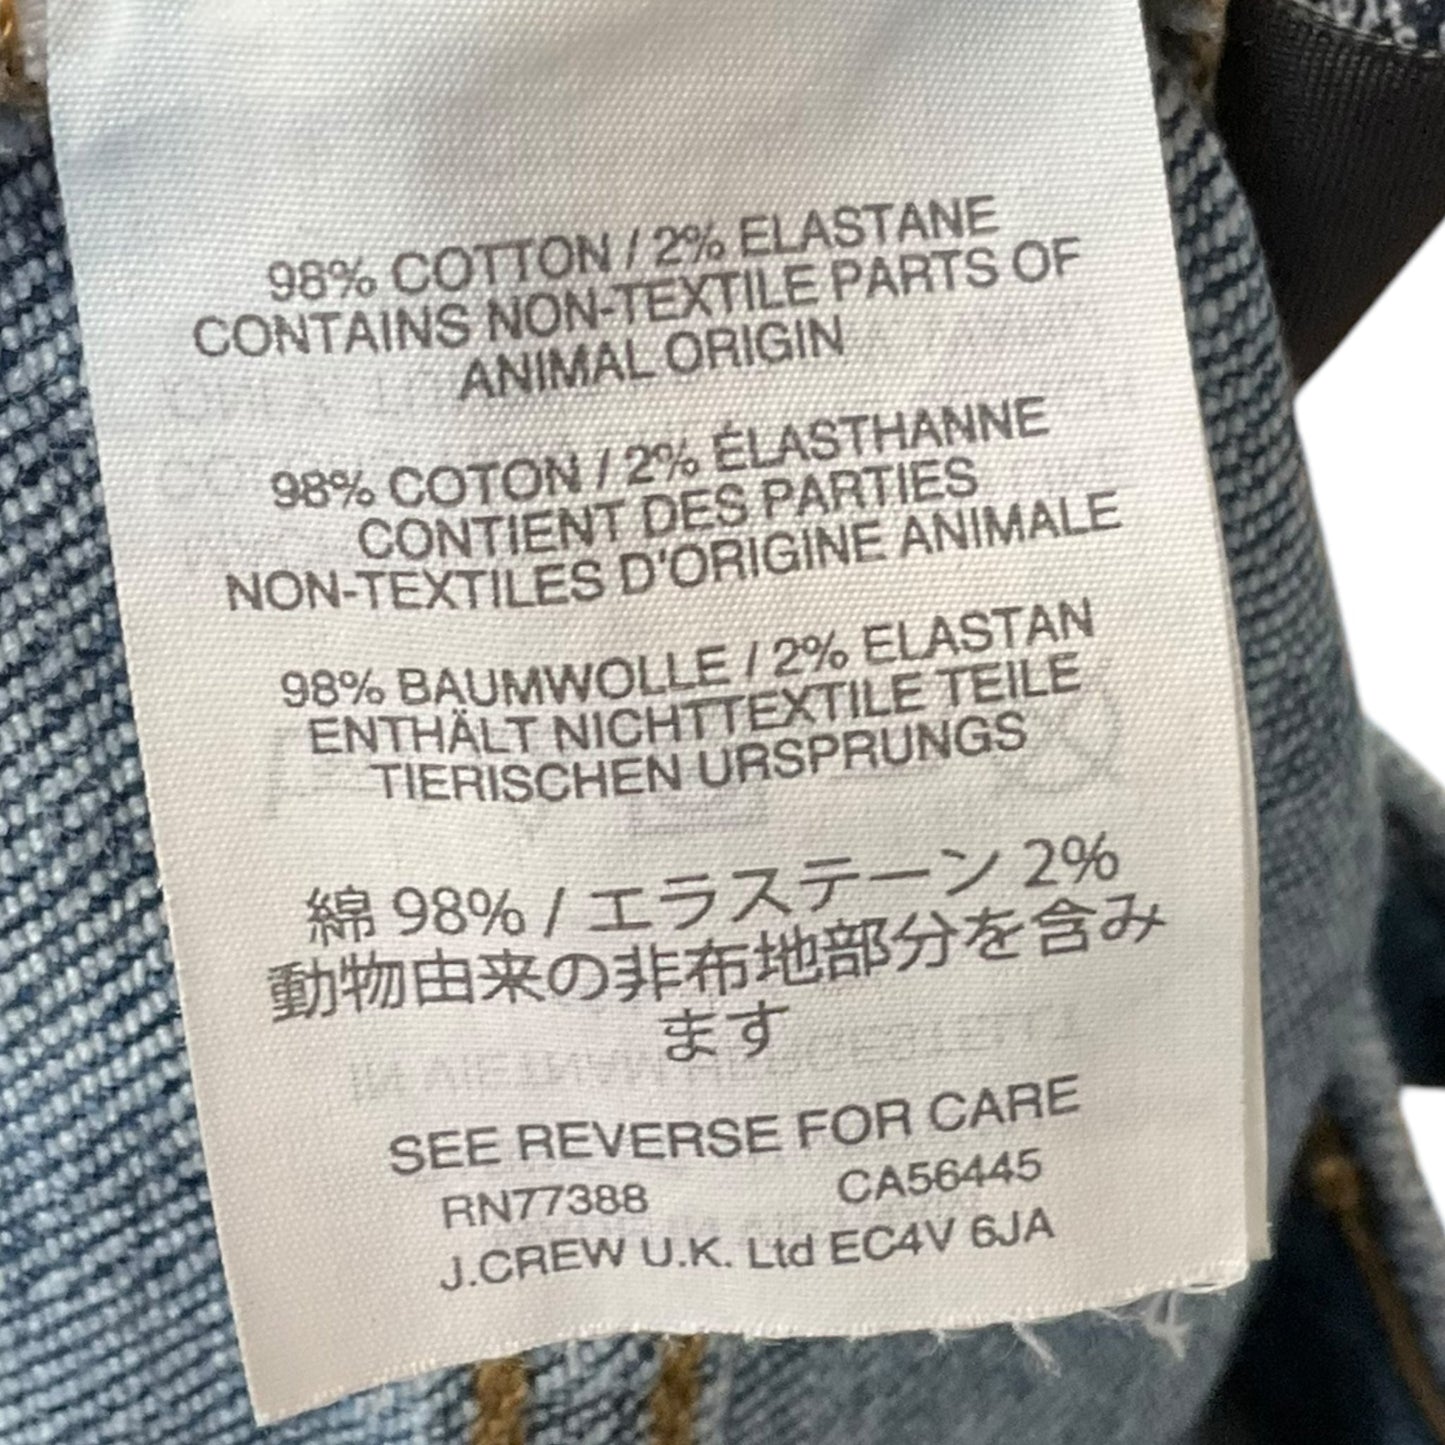 98% COTTON / 2% ELASTANE
CONTAINS NON-TEXTILE PARTS OF
ANIMAL ORIGIN
98% COTON / 2% ÉLASTHANNE
CONTIENT DES PARTIES
NON-TEXTILES D'ORIGINE ANIMALE
98% BAUMWOLLE / 2% ELASTAN
ENTHÄLT NICHTTEXTILE TEILE
TIERISCHEN URSPRUNGS
綿 98% / エラステーン 2%
動物由来の非布地部分を含み
ます
SEE REVERSE FOR CARE
RN77388 CA56445
J.CREW U.K. Ltd EC4V 6JA